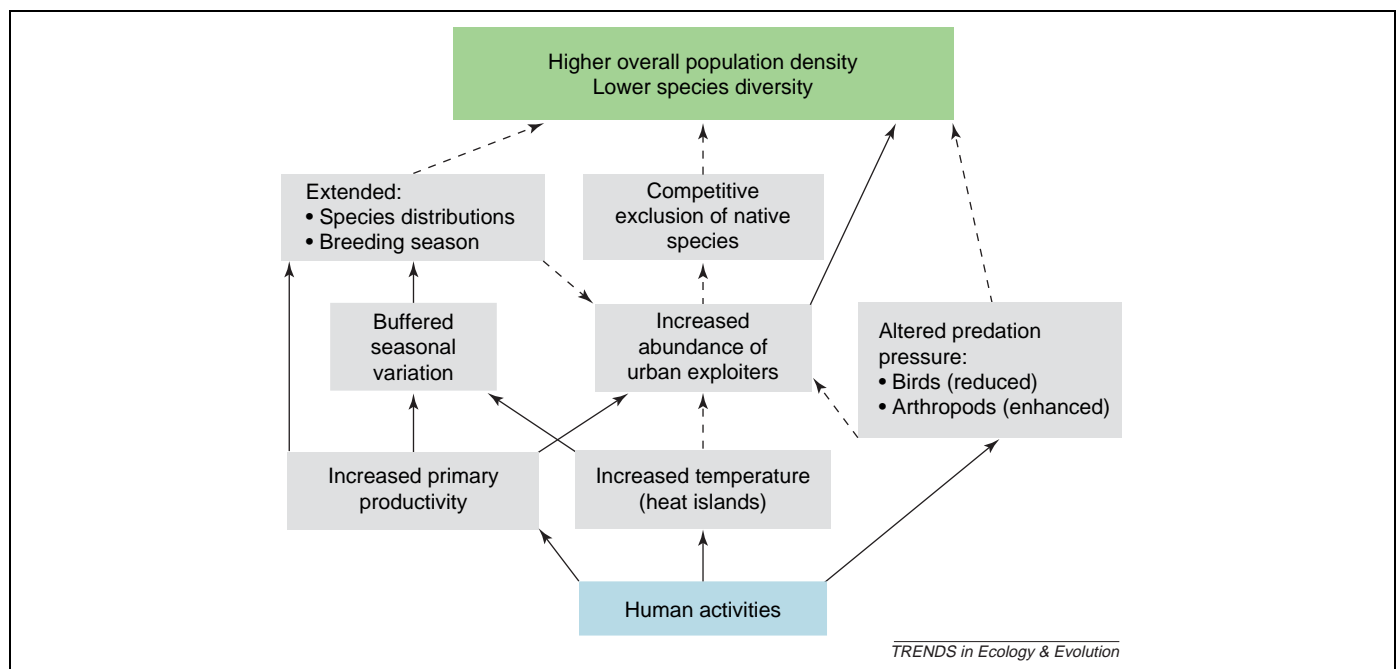 Higher overall population density
Lower species diversity
Extended:
• Species distributions
• Breeding season
Competitive
exclusion of native
species
Buffered
seasonal
variation
Increased
abundance of
urban exploiters
Altered predation
pressure:
• Birds (reduced)
• Arthropods (enhanced)
Increased primary
productivity
Increased temperature
(heat islands)
Human activities
TRENDS in Ecology & Evolution